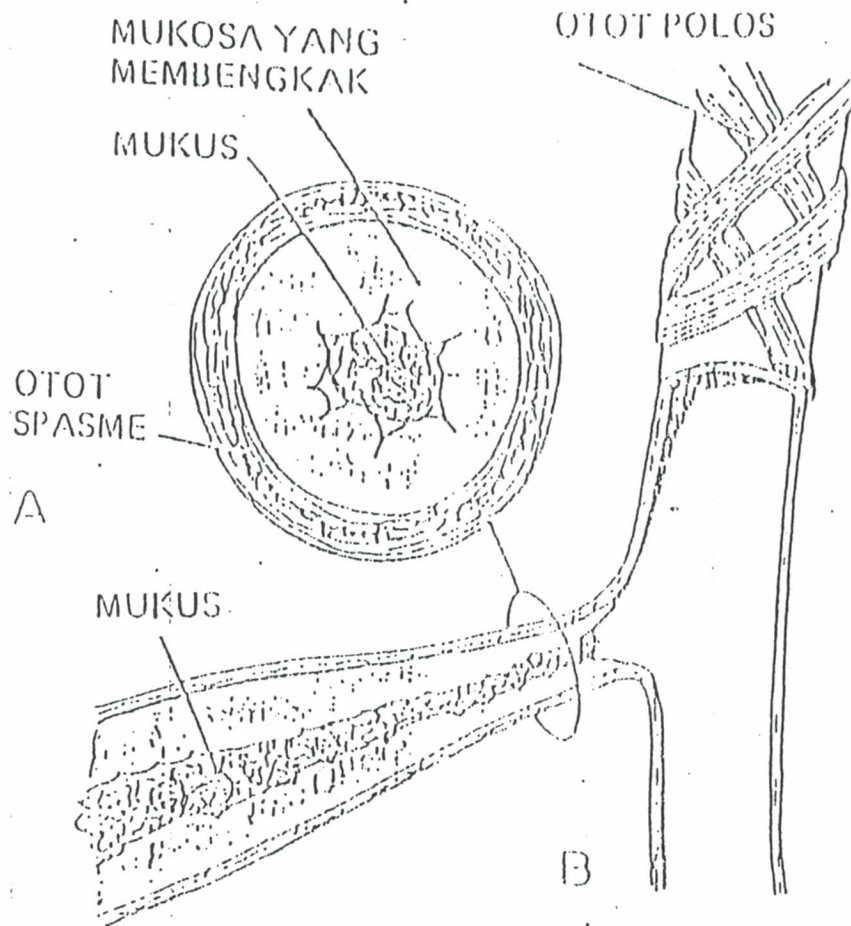 MUKOSA YANG
MEMBENGKAK
OTOT POLOS
MUKUS
OTOT
SPASME
A
MUKUS
B